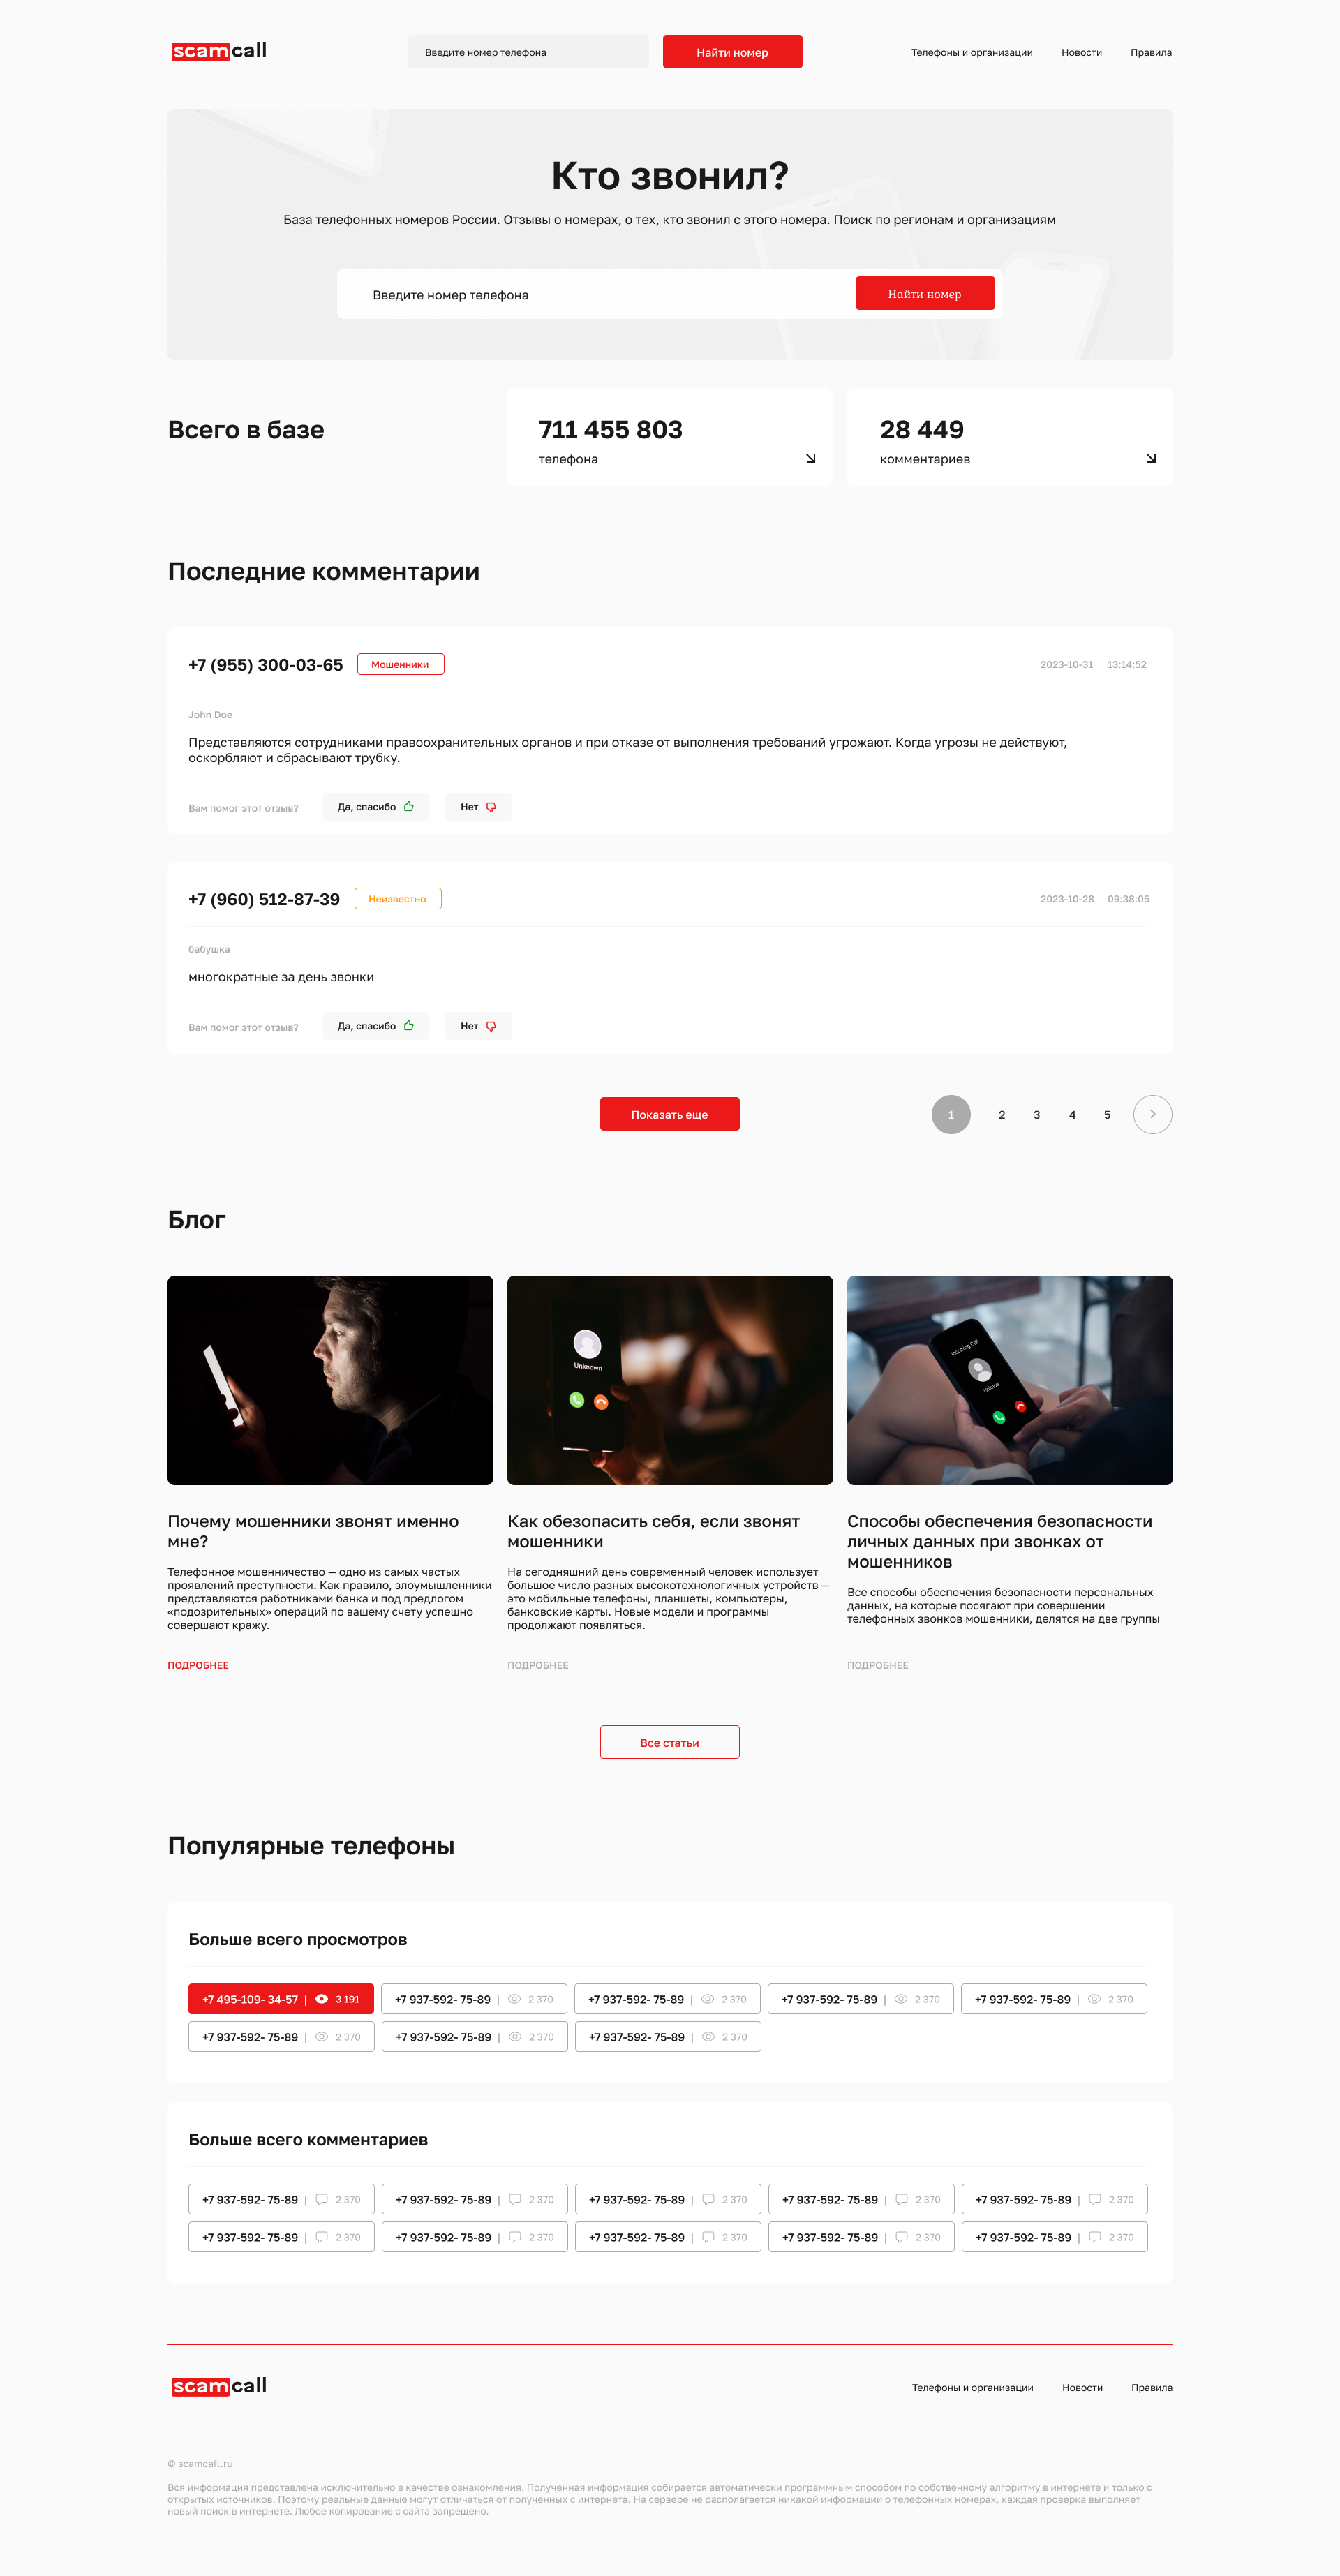 scamcall
Введите номер телефона
Найти номер
Телефоны и организации
Новости
Правила
Кто звонил?
База телефонных номеров России. Отзывы о номерах, о тех, кто звонил с этого номера. Поиск по регионам и организациям
Введите номер телефона
Найти номер
Всего в базе
711 455 803
телефона
28 449
комментариев
Последние комментарии
+7 (955) 300-03-65
Мошенники
2023-10-31
13:14:52
John Doe
Представляются сотрудниками правоохранительных органов и при отказе от выполнения требований угрожают. Когда угрозы не действуют,
оскорбляют и сбрасывают трубку.
Вам помог этот отзыв?
Да, спасибо
Нет
+7 (960) 512-87-39
Неизвестно
2023-10-28
09:38:05
бабушка
многократные за день звонки
Вам помог этот отзыв?
Да, спасибо
Нет
Показать еще
1
2
3
4
5
Блог
Unknown
Incoming Call
Unknow
Почему мошенники звонят именно
мне?
Телефонное мошенничество — одно из самых частых
проявлений преступности. Как правило, злоумышленники
представляются работниками банка и под предлогом
«подозрительных» операций по вашему счету успешно
совершают кражу.
ПОДРОБНЕЕ
Как обезопасить себя, если звонят
мошенники
На сегодняшний день современный человек использует
большое число разных высокотехнологичных устройств —
это мобильные телефоны, планшеты, компьютеры,
банковские карты. Новые модели и программы
продолжают появляться.
ПОДРОБНЕЕ
Способы обеспечения безопасности
личных данных при звонках от
мошенников
Все способы обеспечения безопасности персональных
данных, на которые посягают при совершении
телефонных звонков мошенники, делятся на две группы
ПОДРОБНЕЕ
Все статьи
Популярные телефоны
Больше всего просмотров
+7 495-109- 34-57 | 3 191
+7 937-592- 75-89 | 2 370
+7 937-592- 75-89 | 2 370
+7 937-592- 75-89 | 2 370
+7 937-592- 75-89 | 2 370
+7 937-592- 75-89 | 2 370
+7 937-592- 75-89 | 2 370
+7 937-592- 75-89 | 2 370
Больше всего комментариев
+7 937-592- 75-89 | 2 370
+7 937-592- 75-89 | 2 370
+7 937-592- 75-89 | 2 370
+7 937-592- 75-89 | 2 370
+7 937-592- 75-89 | 2 370
+7 937-592- 75-89 | 2 370
+7 937-592- 75-89 | 2 370
+7 937-592- 75-89 | 2 370
+7 937-592- 75-89 | 2 370
+7 937-592- 75-89 | 2 370
scamcall
Телефоны и организации
Новости
Правила
© scamcall.ru
Вся информация представлена исключительно в качестве ознакомления. Полученная информация собирается автоматически программным способом по собственному алгоритму в интернете и только с
открытых источников. Поэтому реальные данные могут отличаться от полученных с интернета. На сервере не располагается никакой информации о телефонных номерах, каждая проверка выполняет
новый поиск в интернете. Любое копирование с сайта запрещено.